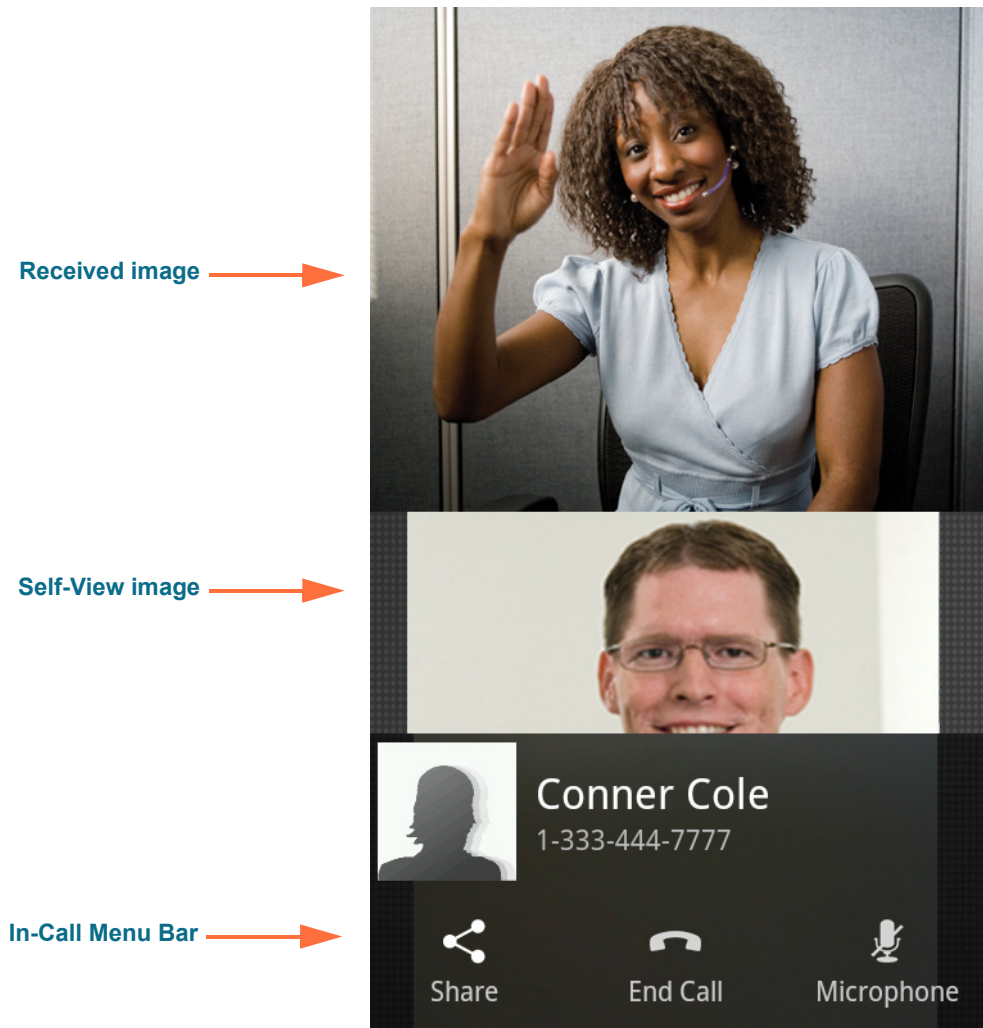 Received image
Self-View image
Conner Cole
1-333-444-7777
In-Call Menu Bar
Share
End Call
Microphone